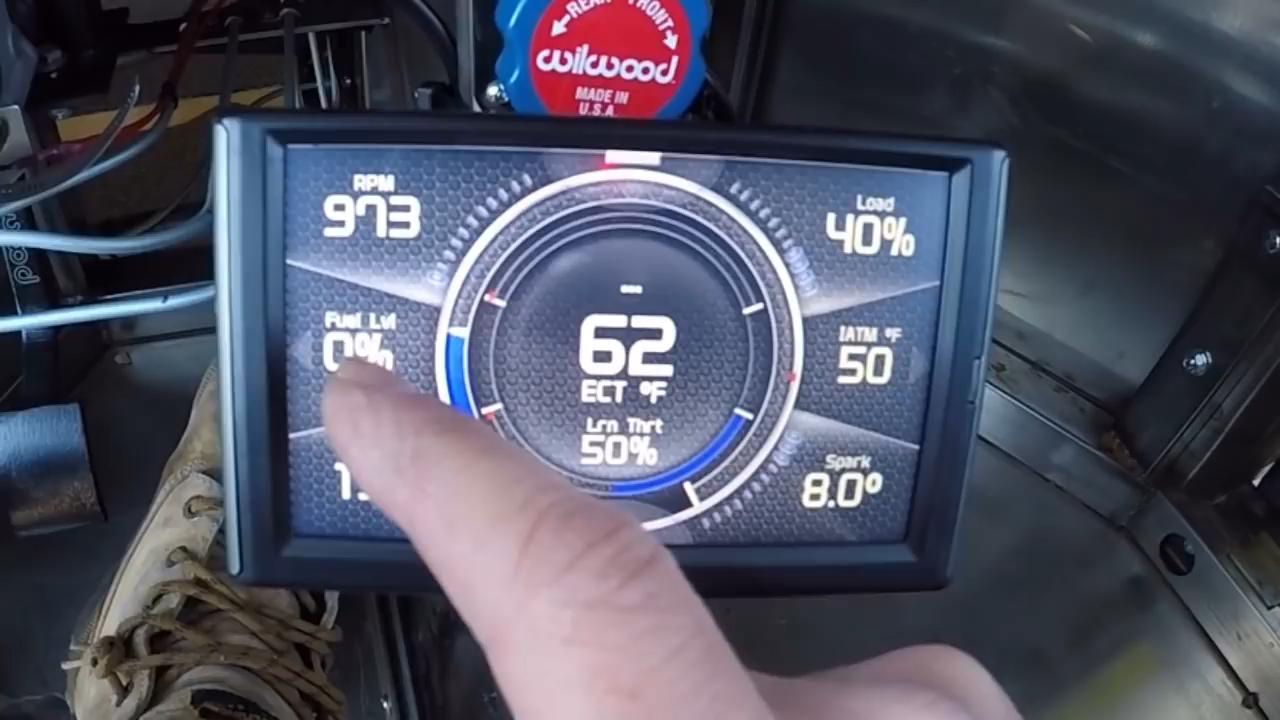 REAR FRONT
wilwood
MADE IN
U.S.A.
RPM
973
Load
40%
Fuel Lvl
0%
62
ECT °F
IATM °F
50
Lrn Thrt
50%
Spark
8.0°